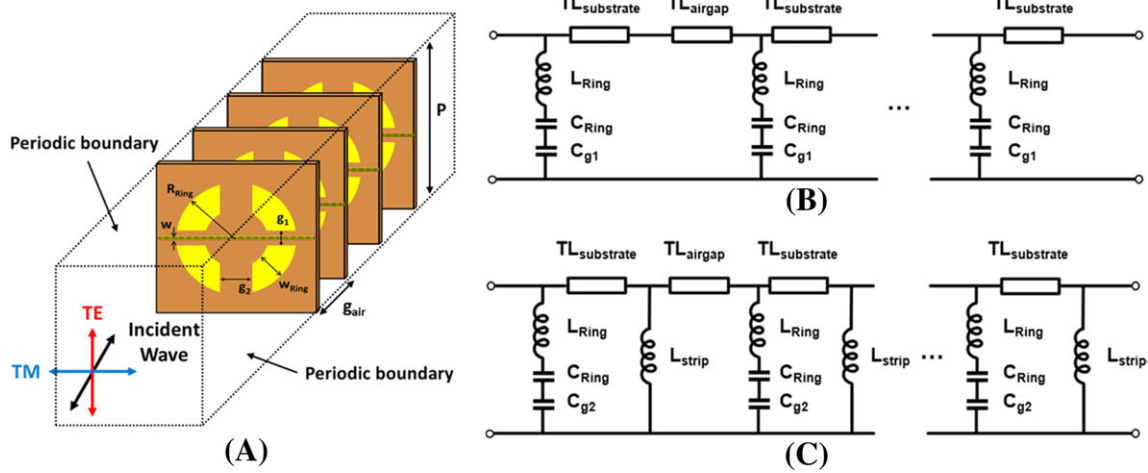 Periodic boundary
P
R_Ring
w
g₁
g₂
w_Ring
g_air
TE
TM
Incident
Wave
Periodic boundary
(A)
TL_substrate TL_airgap TL_substrate TL_substrate
L_Ring L_Ring L_Ring
C_Ring C_Ring ... C_Ring
C_g1 C_g1 C_g1
(B)
TL_substrate TL_airgap TL_substrate TL_substrate
L_Ring L_Ring L_Ring
L_strip L_strip ... L_strip
C_Ring C_Ring C_Ring
C_g2 C_g2 C_g2
(C)